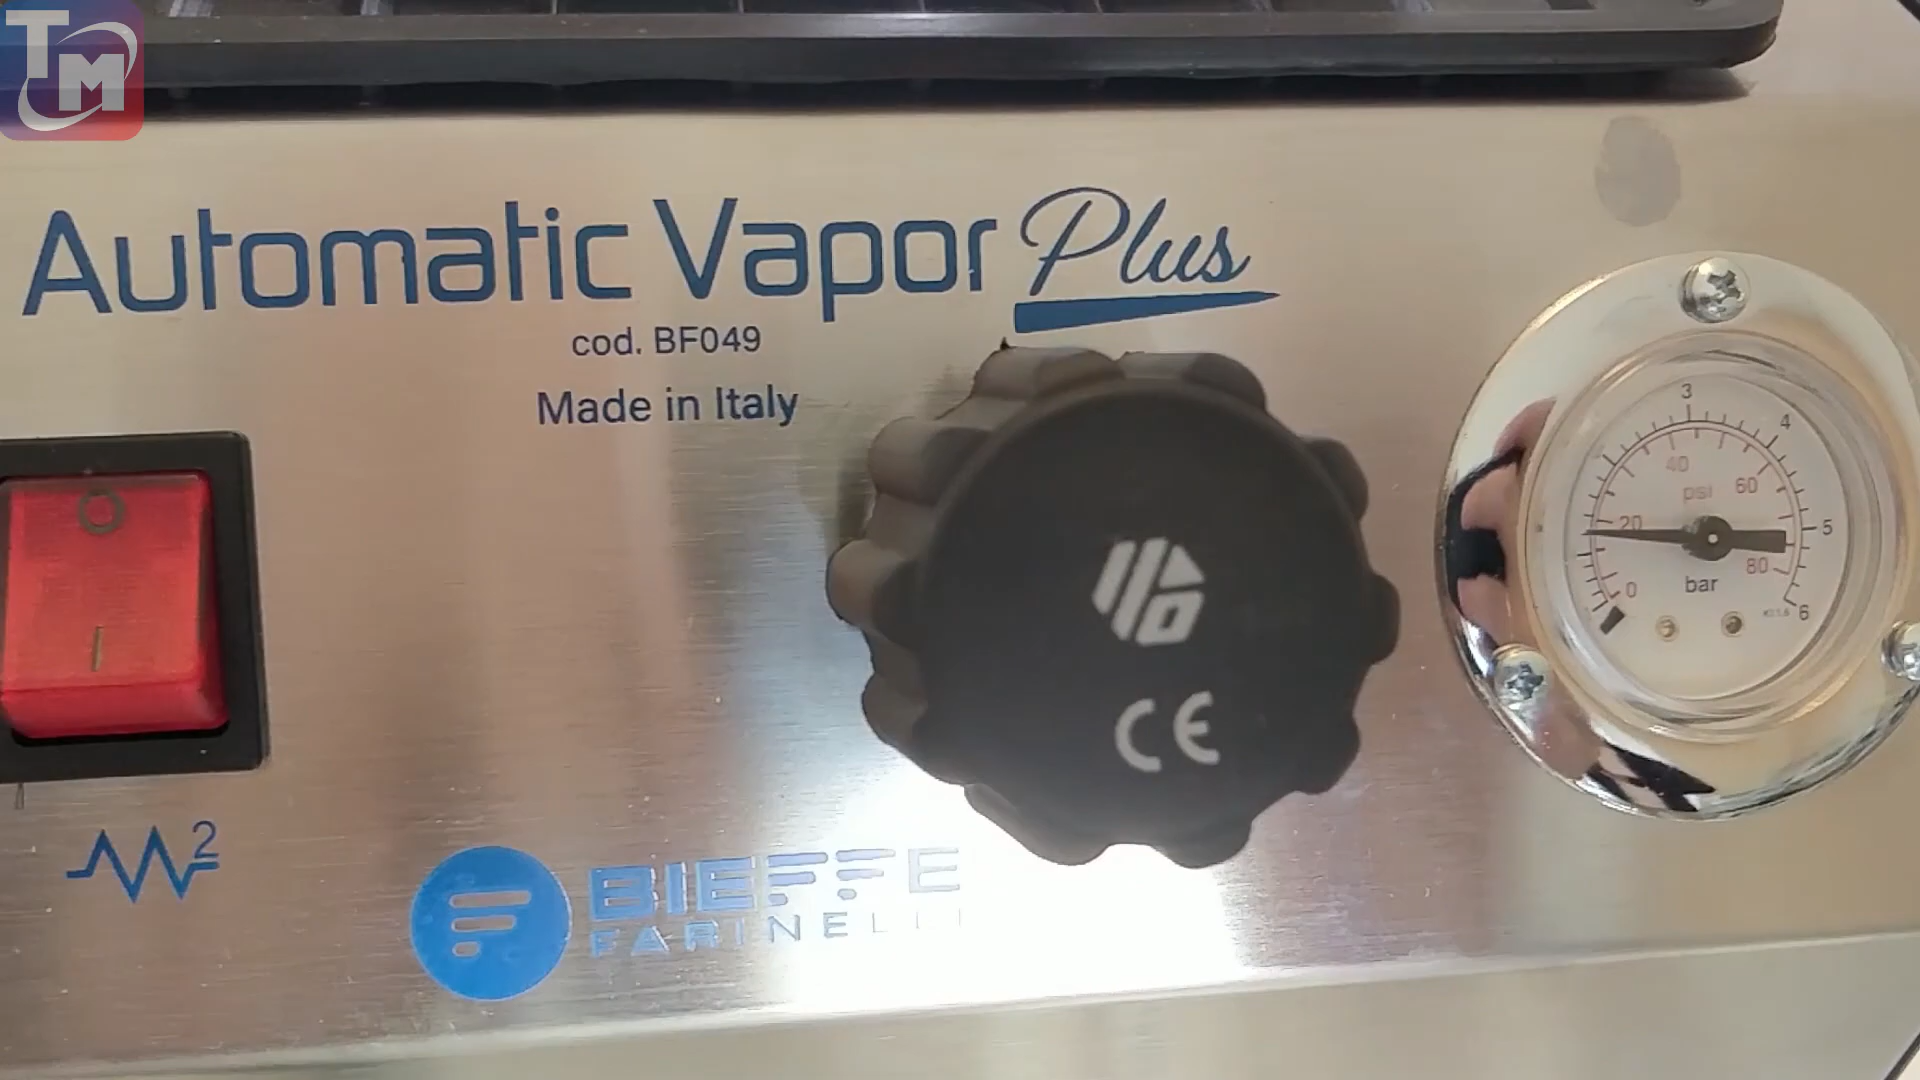 TM
Automatic Vapor Plus
cod. BF049
Made in Italy
3
4
40
psi
60
20
5
80
0
bar
6
CE
2
BIEFFE
FARINELLI